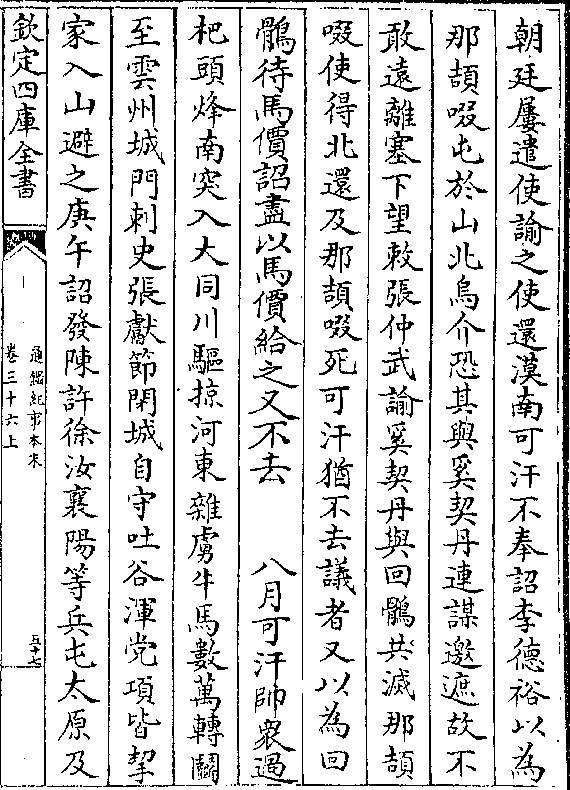 朝廷屢遣使諭之使還漠南可汗不奉詔李德裕以為
那頡啜屯於山北烏介恐其與奚契丹連謀邀遮故不
敢遠離塞下望敕張仲武諭奚契丹與回鶻共滅那頡
啜使得北還及那頡啜死可汗猶不去議者又以為回
鶻待馬價詔盡以馬價給之又不去　　八月可汗帥衆過
杷頭烽南突入大同川驅掠河東雜虜牛馬數萬轉鬭
至雲州城門刺史張獻節閉城自守吐谷渾党項皆挈
家入山避之庚午詔發陳許徐汝襄陽等兵屯太原及
欽定四庫全書
通鑑紀事本末
卷三十六上
五十七